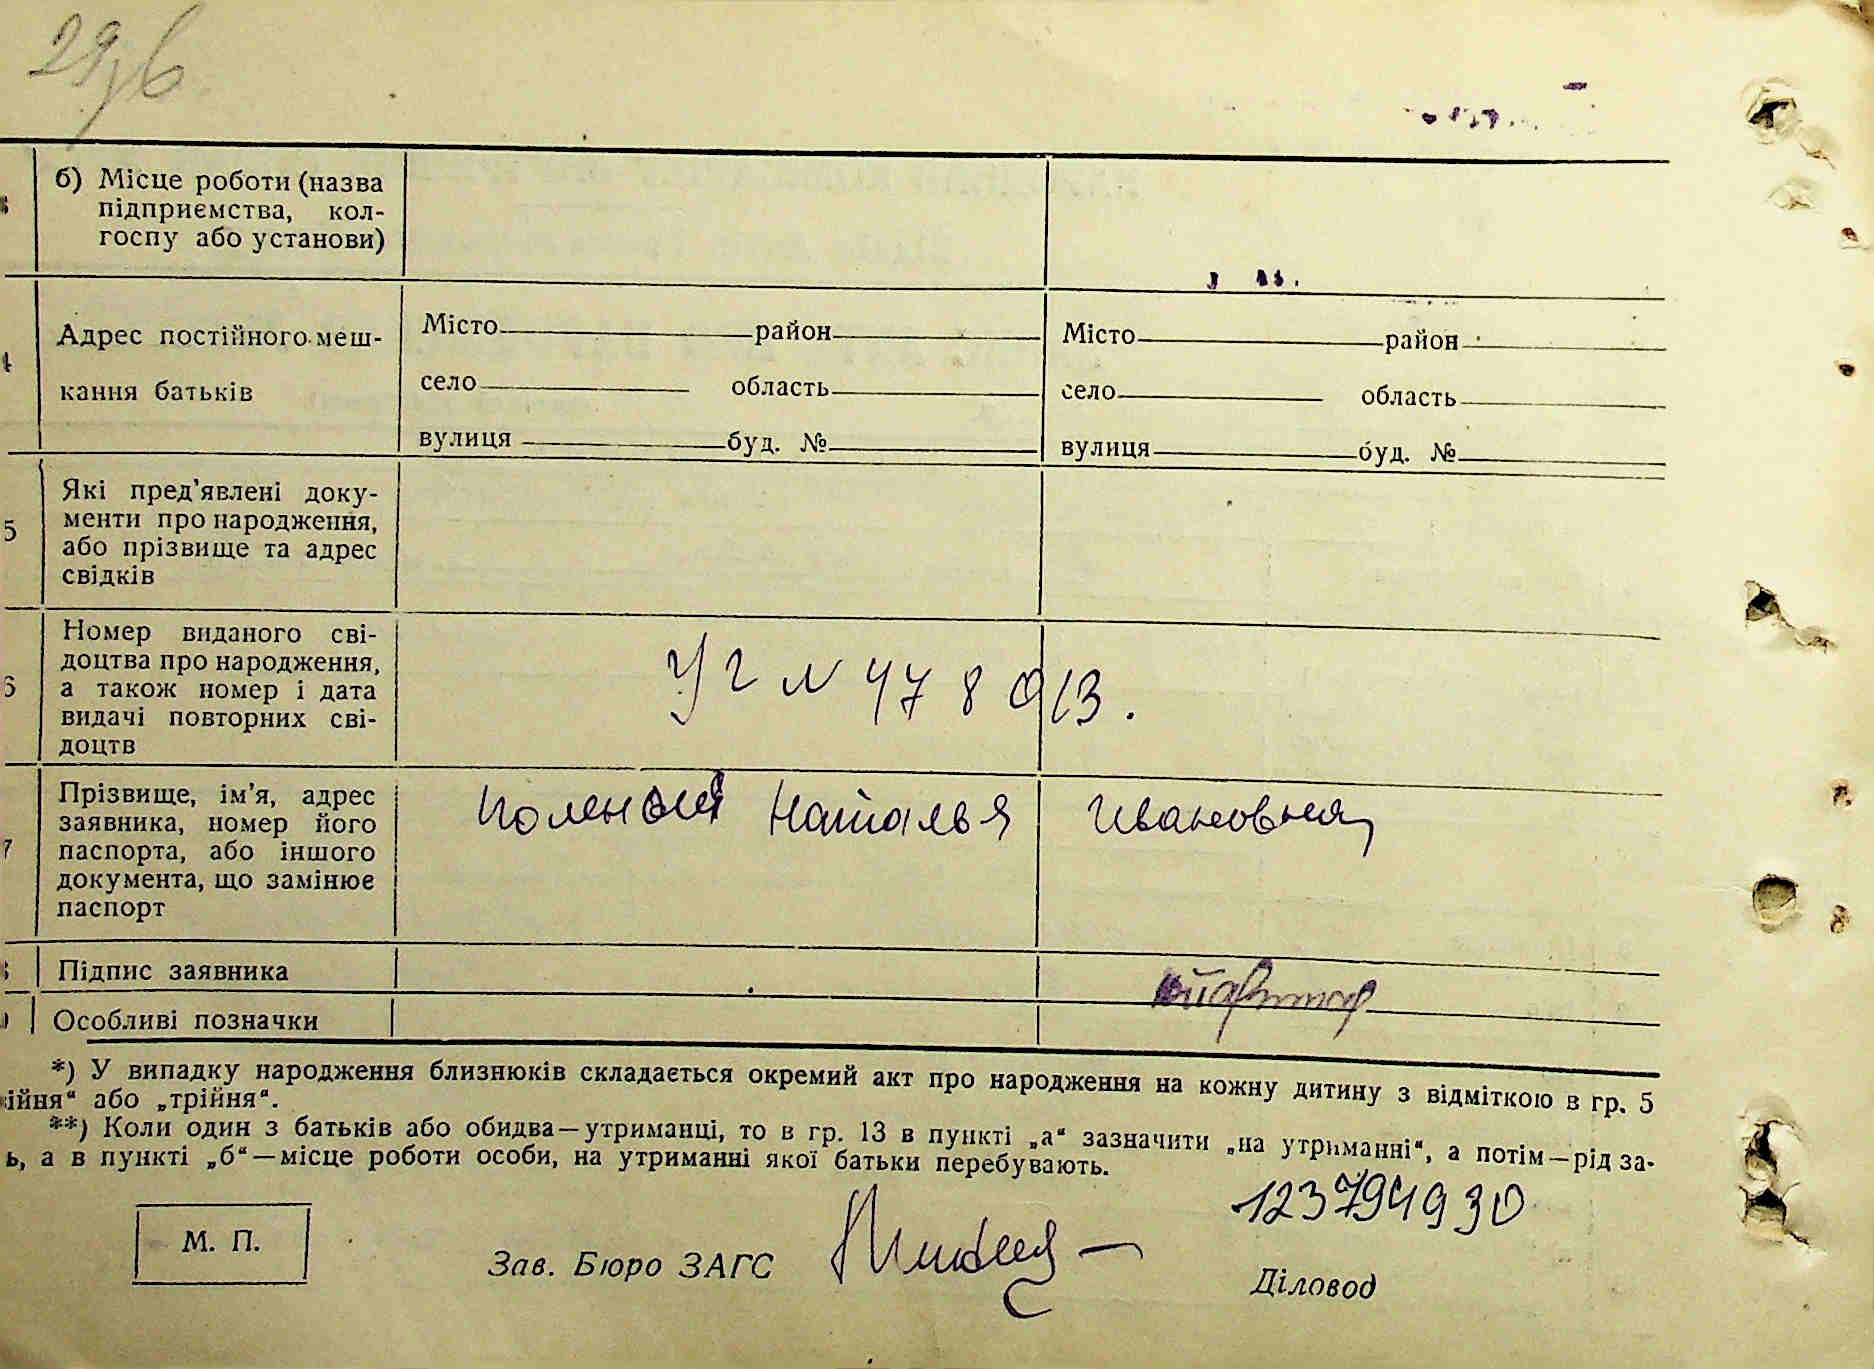 б) Місце роботи (назва
підприємства, кол-
госпу або установи)
4
Адрес постійного меш-
кання батьків
Місто район
село область
вулиця буд. №
Місто район
село область
вулиця буд. №
5
Які пред'явлені доку-
менти про народження,
або прізвище та адрес
свідків
6
Номер виданого сві-
доцтва про народження,
а також номер і дата
видачі повторних сві-
доцтв
УГ N 478013.
7
Прізвище, ім'я, адрес
заявника, номер його
паспорта, або іншого
документа, що замінює
паспорт
Наталья Ивановна
Підпис заявника
Особливі позначки
*) У випадку народження близнюків складається окремий акт про народження на кожну дитину з відміткою в гр. 5
ійня“ або „трійня“.
**) Коли один з батьків або обидва—утриманці, то в гр. 13 в пункті „а“ зазначити „на утриманні“, а потім—рід за-
ь, а в пункті „б“—місце роботи особи, на утриманні якої батьки перебувають.
М. П.
Зав. Бюро ЗАГС
Діловод